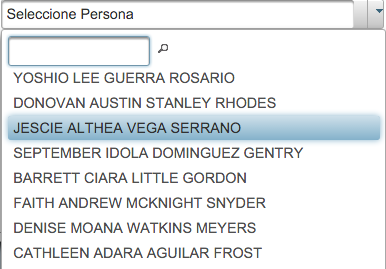 Seleccione Persona
YOSHIO LEE GUERRA ROSARIO
DONOVAN AUSTIN STANLEY RHODES
JESCIE ALTHEA VEGA SERRANO
SEPTEMBER IDOLA DOMINGUEZ GENTRY
BARRETT CIARA LITTLE GORDON
FAITH ANDREW MCKNIGHT SNYDER
DENISE MOANA WATKINS MEYERS
CATHLEEN ADARA AGUILAR FROST